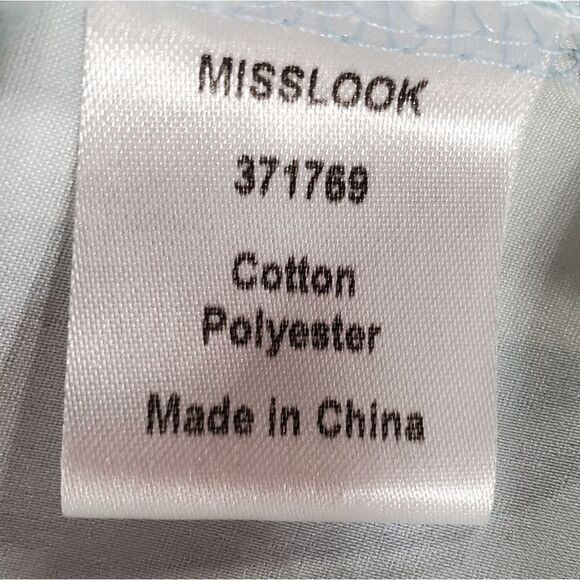 MISSLOOK
371769
Cotton
Polyester
Made in China